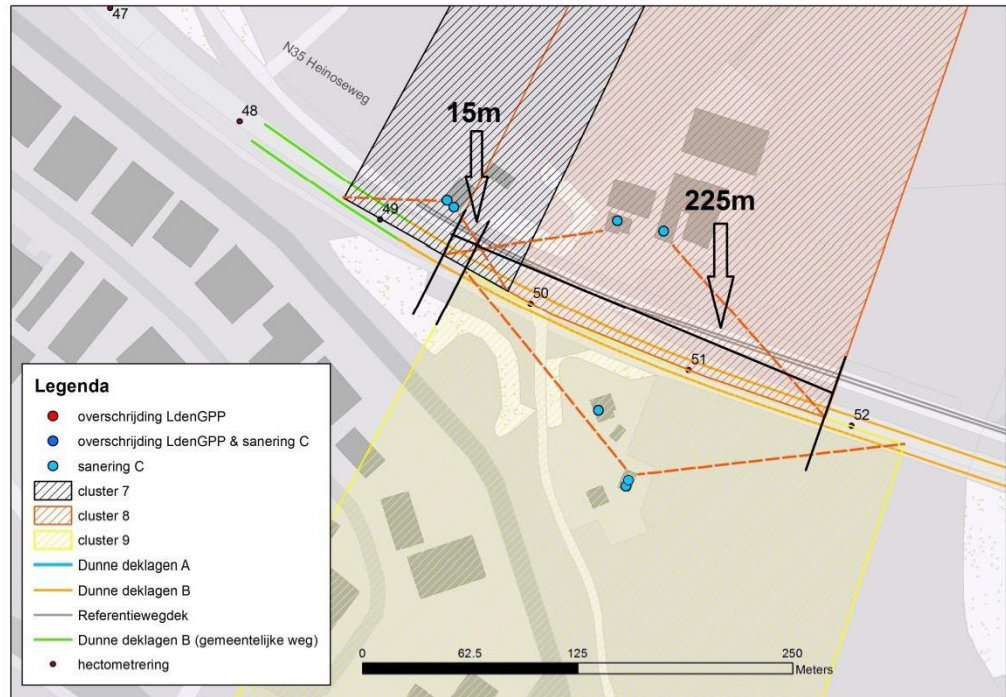 47
N35 Heinoseweg
48
15m
49
225m
50
51
52
Legenda
overschrijding LdenGPP
overschrijding LdenGPP & sanering C
sanering C
cluster 7
cluster 8
cluster 9
Dunne deklagen A
Dunne deklagen B
Referentiewegdek
Dunne deklagen B (gemeentelijke weg)
hectometrering
0 62.5 125 250
Meters